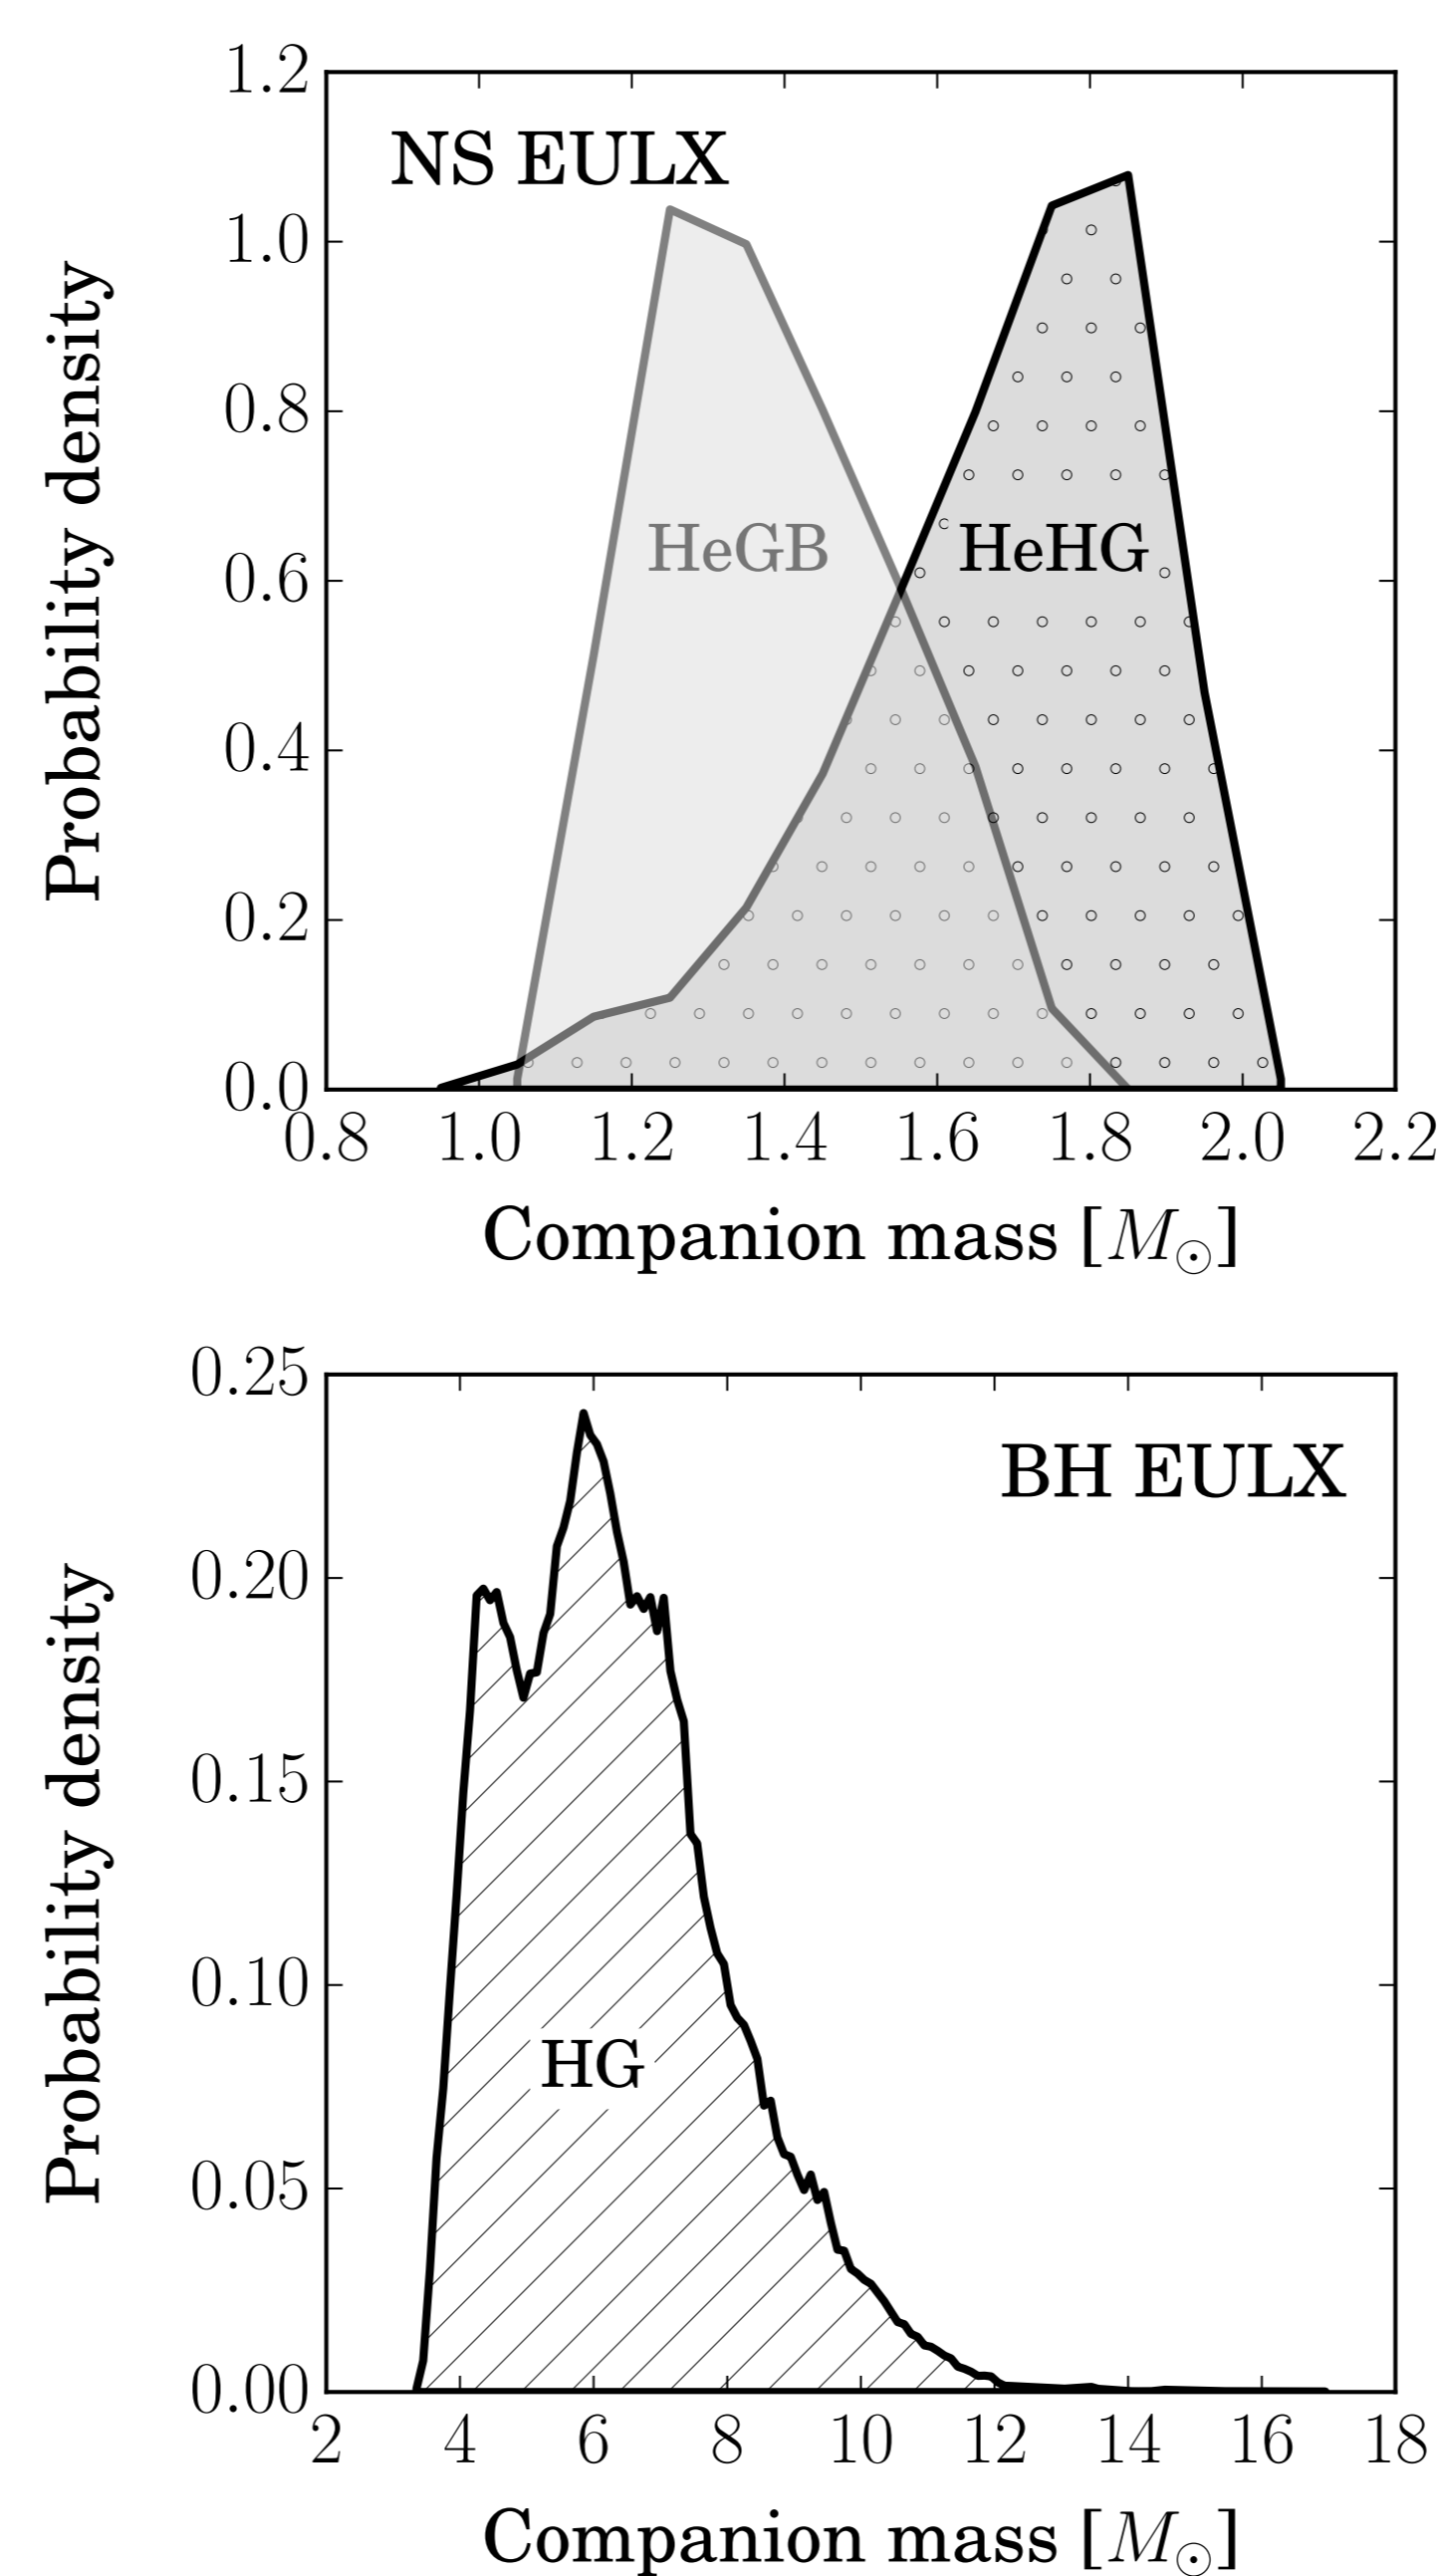 1.2
NS EULX
1.0
0.8
HeGB HeHG
0.6
0.4
0.2
0.0
Probability density
0.8 1.0 1.2 1.4 1.6 1.8 2.0 2.2
Companion mass [M⊙]
0.25
BH EULX
0.20
0.15
0.10
HG
0.05
0.00
Probability density
2 4 6 8 10 12 14 16 18
Companion mass [M⊙]